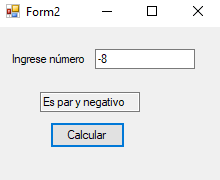 Form2
Ingrese número -8
Es par y negativo
Calcular